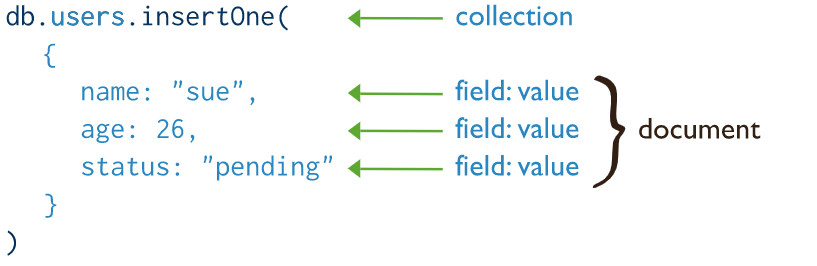 db.users.insertOne( collection
{
name: "sue", field: value
age: 26, field: value
status: "pending" field: value
document
}
)